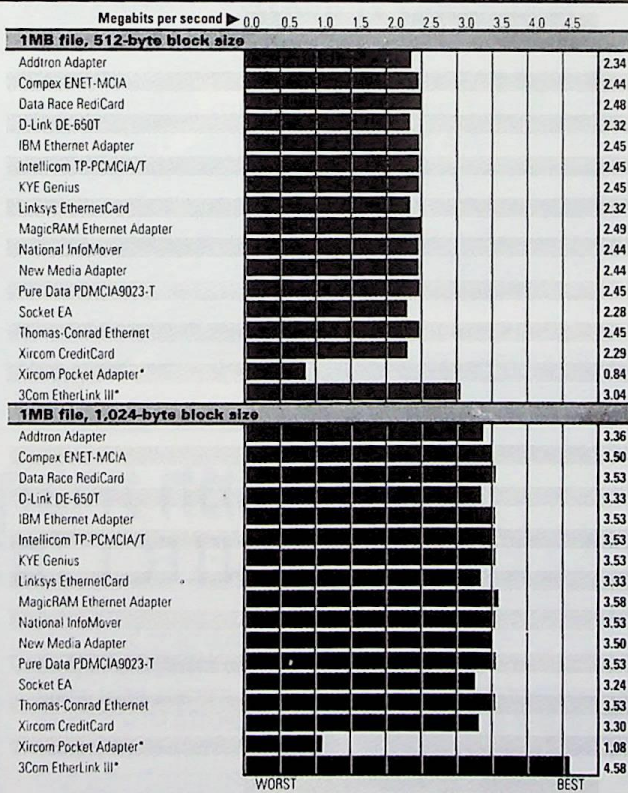 Megabits per second ▶ 0.0 0.5 1.0 1.5 2.0 2.5 3.0 3.5 4.0 4.5
1MB file, 512-byte block size
Addtron Adapter 2.34
Compex ENET-MCIA 2.44
Data Race RediCard 2.48
D-Link DE-650T 2.32
IBM Ethernet Adapter 2.45
Intellicom TP-PCMCIA/T 2.45
KYE Genius 2.45
Linksys EthernetCard 2.32
MagicRAM Ethernet Adapter 2.49
National InfoMover 2.44
New Media Adapter 2.44
Pure Data PDMCIA9023-T 2.45
Socket EA 2.28
Thomas-Conrad Ethernet 2.45
Xircom CreditCard 2.29
Xircom Pocket Adapter* 0.84
3Com EtherLink III* 3.04
1MB file, 1,024-byte block size
Addtron Adapter 3.36
Compex ENET-MCIA 3.50
Data Race RediCard 3.53
D-Link DE-650T 3.33
IBM Ethernet Adapter 3.53
Intellicom TP-PCMCIA/T 3.53
KYE Genius 3.53
Linksys EthernetCard 3.33
MagicRAM Ethernet Adapter 3.58
National InfoMover 3.53
New Media Adapter 3.50
Pure Data PDMCIA9023-T 3.53
Socket EA 3.24
Thomas-Conrad Ethernet 3.53
Xircom CreditCard 3.30
Xircom Pocket Adapter* 1.08
3Com EtherLink III* 4.58
WORST BEST